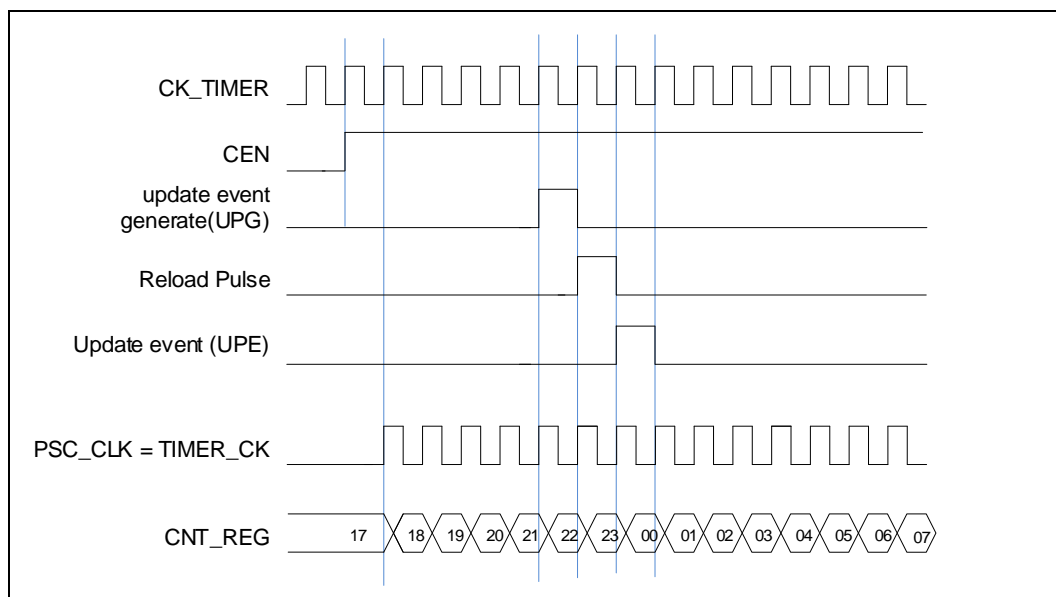 CK_TIMER
CEN
update event
generate(UPG)
Reload Pulse
Update event (UPE)
PSC_CLK = TIMER_CK
CNT_REG 17 18 19 20 21 22 23 00 01 02 03 04 05 06 07